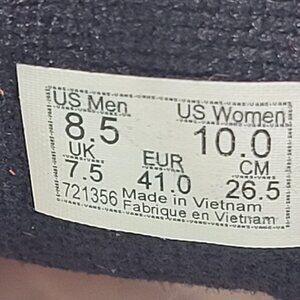 US Men US Women
8.5 10.0
UK EUR CM
7.5 41.0 26.5
721356 Made in Vietnam
Fabrique en Vietnam